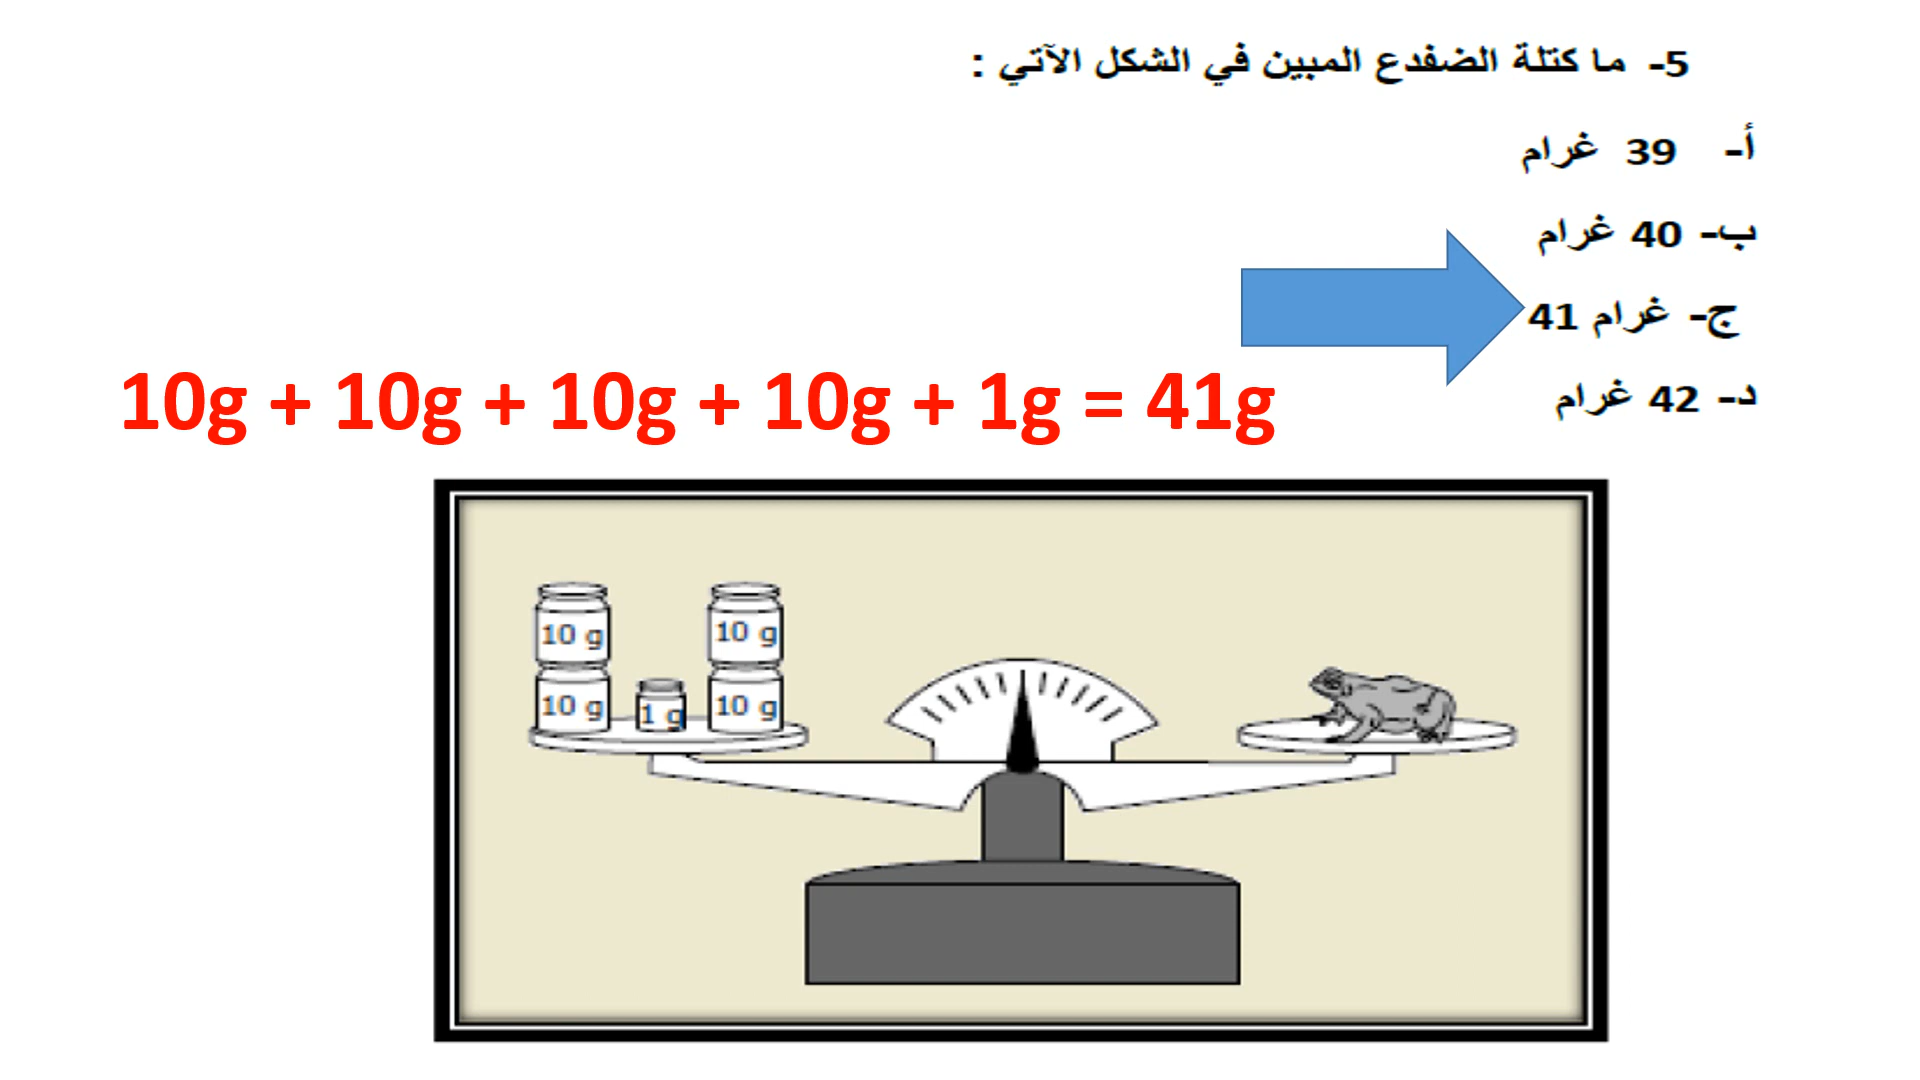 5- ما كتلة الضفدع المبين في الشكل الآتي :
أ- 39 غرام
ب- 40 غرام
ج- غرام 41
د- 42 غرام
10g + 10g + 10g + 10g + 1g = 41g
10 g
10 g
10 g
1 g
10 g